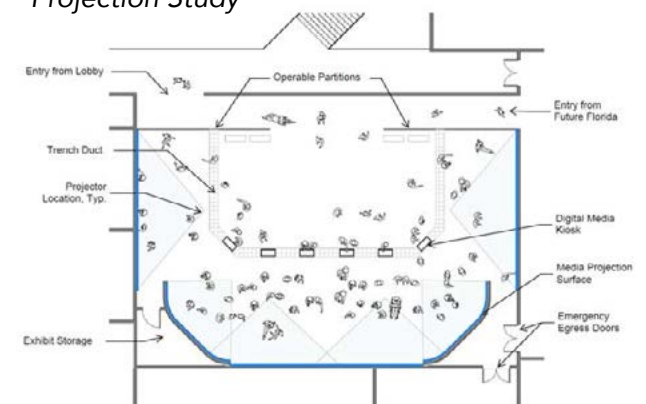 Projection Study
Entry from Lobby
Operable Partitions
Entry from
Future Florida
Trench Duct
Projector
Location, Typ.
Digital Media
Kiosk
Media Projection
Surface
Emergency
Egress Doors
Exhibit Storage